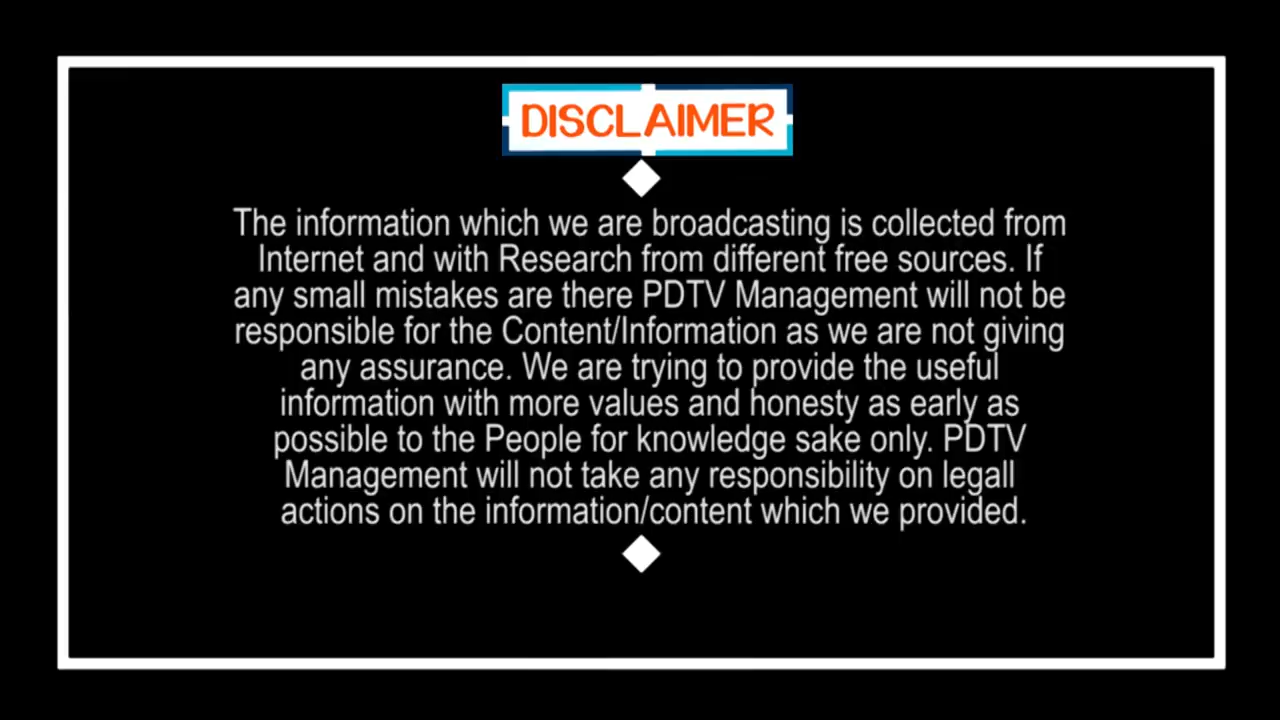 DISCLAIMER
The information which we are broadcasting is collected from
Internet and with Research from different free sources. If
any small mistakes are there PDTV Management will not be
responsible for the Content/Information as we are not giving
any assurance. We are trying to provide the useful
information with more values and honesty as early as
possible to the People for knowledge sake only. PDTV
Management will not take any responsibility on legall
actions on the information/content which we provided.